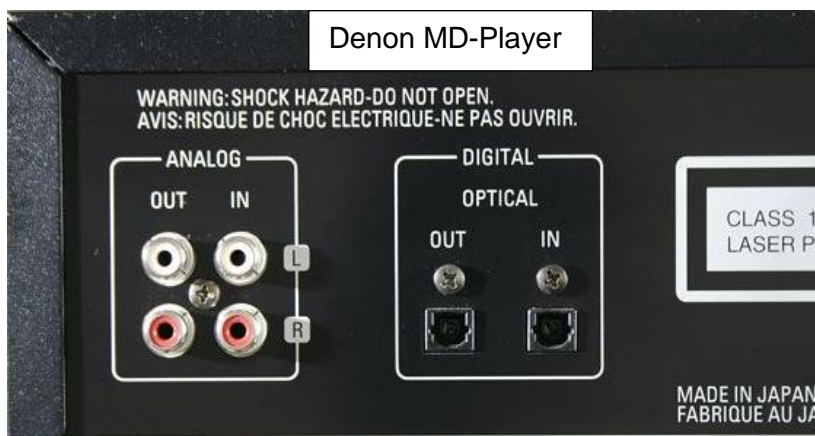 Denon MD-Player
WARNING: SHOCK HAZARD-DO NOT OPEN.
AVIS: RISQUE DE CHOC ELECTRIQUE-NE PAS OUVRIR.
ANALOG
OUT IN
L
R
DIGITAL
OPTICAL
OUT IN
CLASS 1
LASER P
MADE IN JAPAN
FABRIQUE AU JA